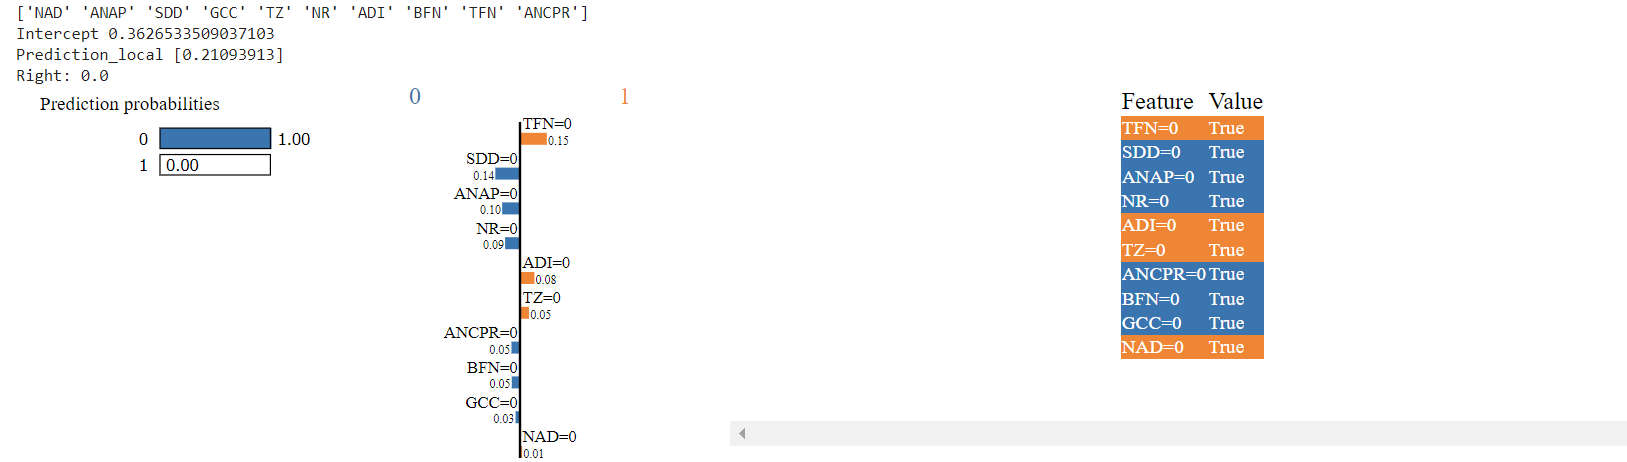 ['NAD' 'ANAP' 'SDD' 'GCC' 'TZ' 'NR' 'ADI' 'BFN' 'TFN' 'ANCPR']
Intercept 0.3626533509037103
Prediction_local [0.21093913]
Right: 0.0
Prediction probabilities
0 1.00
1 0.00
0 1
TFN=0
0.15
SDD=0
0.14
ANAP=0
0.10
NR=0
0.09
ADI=0
0.08
TZ=0
0.05
ANCPR=0
0.05
BFN=0
0.05
GCC=0
0.03
NAD=0
0.01
Feature Value
TFN=0 True
SDD=0 True
ANAP=0 True
NR=0 True
ADI=0 True
TZ=0 True
ANCPR=0 True
BFN=0 True
GCC=0 True
NAD=0 True